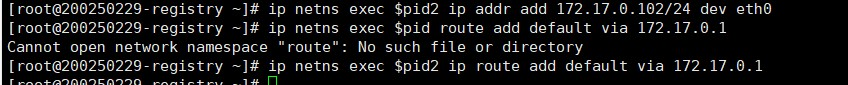 [root@200250229-registry ~]# ip netns exec $pid2 ip addr add 172.17.0.102/24 dev eth0
[root@200250229-registry ~]# ip netns exec $pid route add default via 172.17.0.1
Cannot open network namespace "route": No such file or directory
[root@200250229-registry ~]# ip netns exec $pid2 ip route add default via 172.17.0.1
[root@200250229-registry ~]#